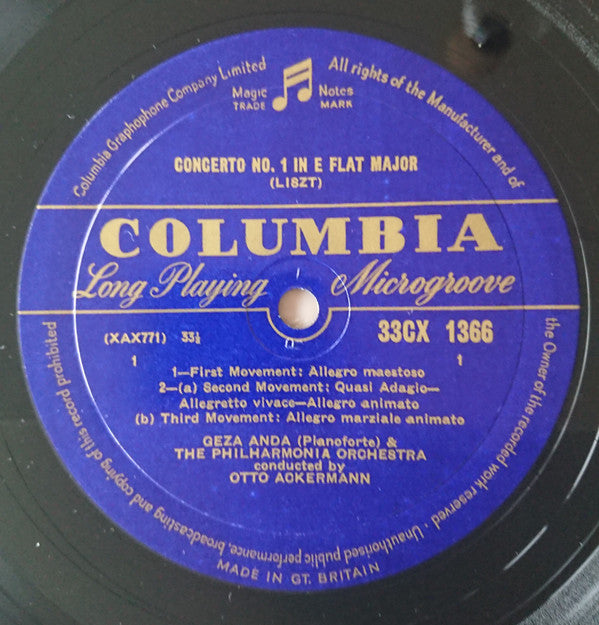 Columbia Graphophone Company Limited
All rights of the Manufacturer and of
the Owner of the recorded work reserved · Unauthorised public performance, broadcasting and copying of this record prohibited
Magic Notes
TRADE MARK
CONCERTO NO. 1 IN E FLAT MAJOR
(LISZT)
COLUMBIA
Long Playing Microgroove
(XAX771) 33⅓ 33CX 1366
1 1
1—First Movement: Allegro maestoso
2—(a) Second Movement: Quasi Adagio—
Allegretto vivace—Allegro animato
(b) Third Movement: Allegro marziale animato
GEZA ANDA (Pianoforte) &
THE PHILHARMONIA ORCHESTRA
conducted by
OTTO ACKERMANN
MADE IN GT. BRITAIN